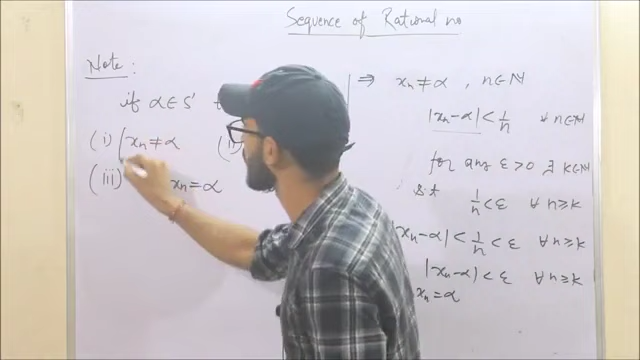 Sequence of Rational no
Note :
if α ∈ S'
(i) xn ≠ α
(iii) xn = α
⇒ xn ≠ α , n ∈ N
|xn - α| < 1/n ∀ n ∈ N
for any ε > 0 ∃ k ∈ N
s.t 1/n < ε ∀ n ≥ k
|xn - α| < 1/n < ε ∀ n ≥ k
|xn - α| < ε ∀ n ≥ k
xn = α